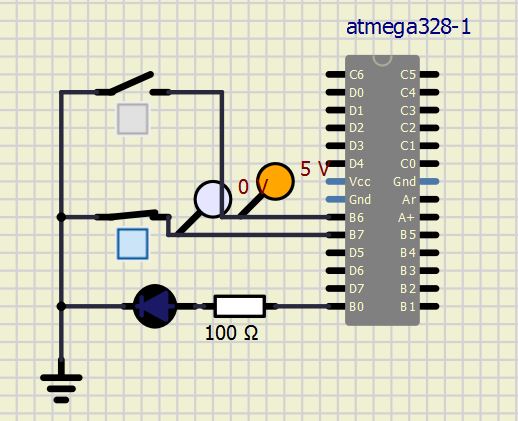 atmega328-1
C6 C5
D0 C4
D1 C3
D2 C2
D3 C1
5 V D4 C0
0 V Vcc Gnd
Gnd Ar
B6 A+
B7 B5
D5 B4
D6 B3
D7 B2
B0 B1
100 Ω